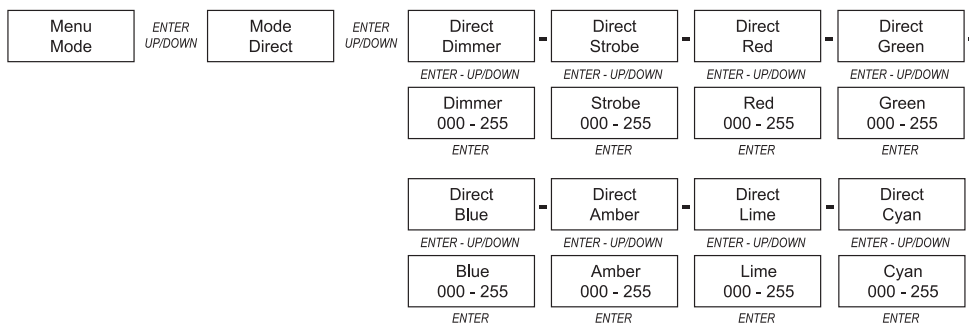 Menu
Mode
ENTER
UP/DOWN
Mode
Direct
ENTER
UP/DOWN
Direct
Dimmer
Direct
Strobe
Direct
Red
Direct
Green
ENTER - UP/DOWN
ENTER - UP/DOWN
ENTER - UP/DOWN
ENTER - UP/DOWN
Dimmer
000 - 255
Strobe
000 - 255
Red
000 - 255
Green
000 - 255
ENTER
ENTER
ENTER
ENTER
Direct
Blue
Direct
Amber
Direct
Lime
Direct
Cyan
ENTER - UP/DOWN
ENTER - UP/DOWN
ENTER - UP/DOWN
ENTER - UP/DOWN
Blue
000 - 255
Amber
000 - 255
Lime
000 - 255
Cyan
000 - 255
ENTER
ENTER
ENTER
ENTER